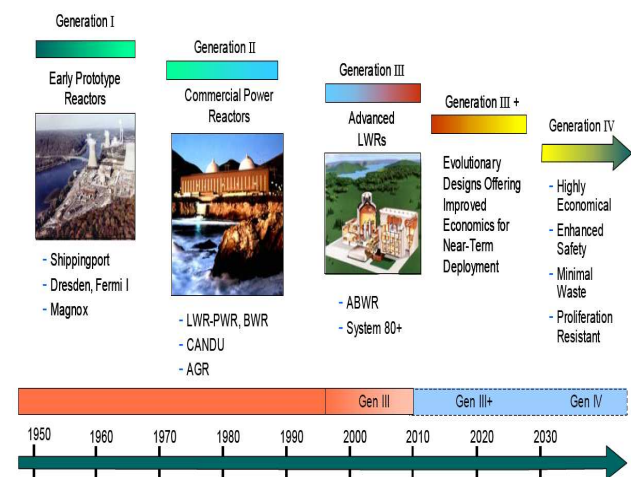 Generation I
Early Prototype
Reactors
- Shippingport
- Dresden, Fermi I
- Magnox
Generation II
Commercial Power
Reactors
- LWR-PWR, BWR
- CANDU
- AGR
Generation III
Advanced
LWRs
- ABWR
- System 80+
Generation III +
Evolutionary
Designs Offering
Improved
Economics for
Near-Term
Deployment
Generation IV
- Highly
Economical
- Enhanced
Safety
- Minimal
Waste
- Proliferation
Resistant
Gen III
Gen III+
Gen IV
1950
1960
1970
1980
1990
2000
2010
2020
2030